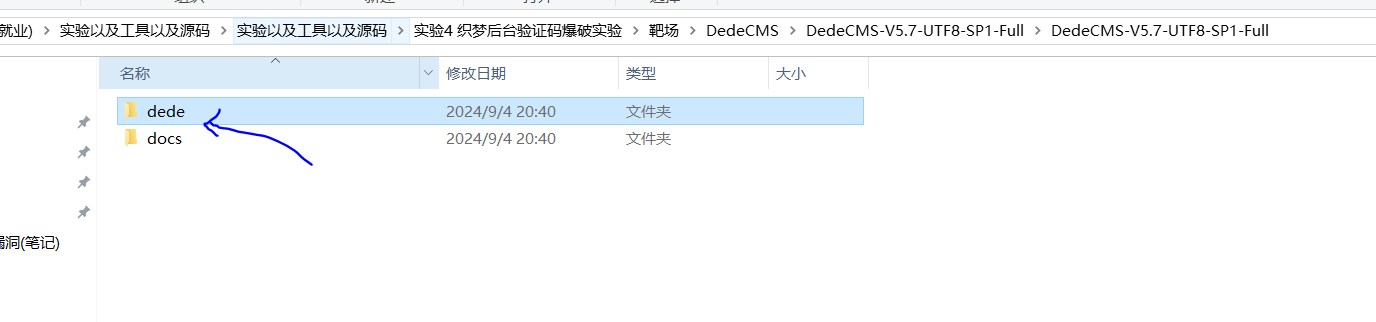 就业) 实验以及工具以及源码 实验以及工具以及源码 实验4 织梦后台验证码爆破实验 靶场 DedeCMS DedeCMS-V5.7-UTF8-SP1-Full DedeCMS-V5.7-UTF8-SP1-Full
名称 修改日期 类型 大小
dede 2024/9/4 20:40 文件夹
docs 2024/9/4 20:40 文件夹
漏洞(笔记)